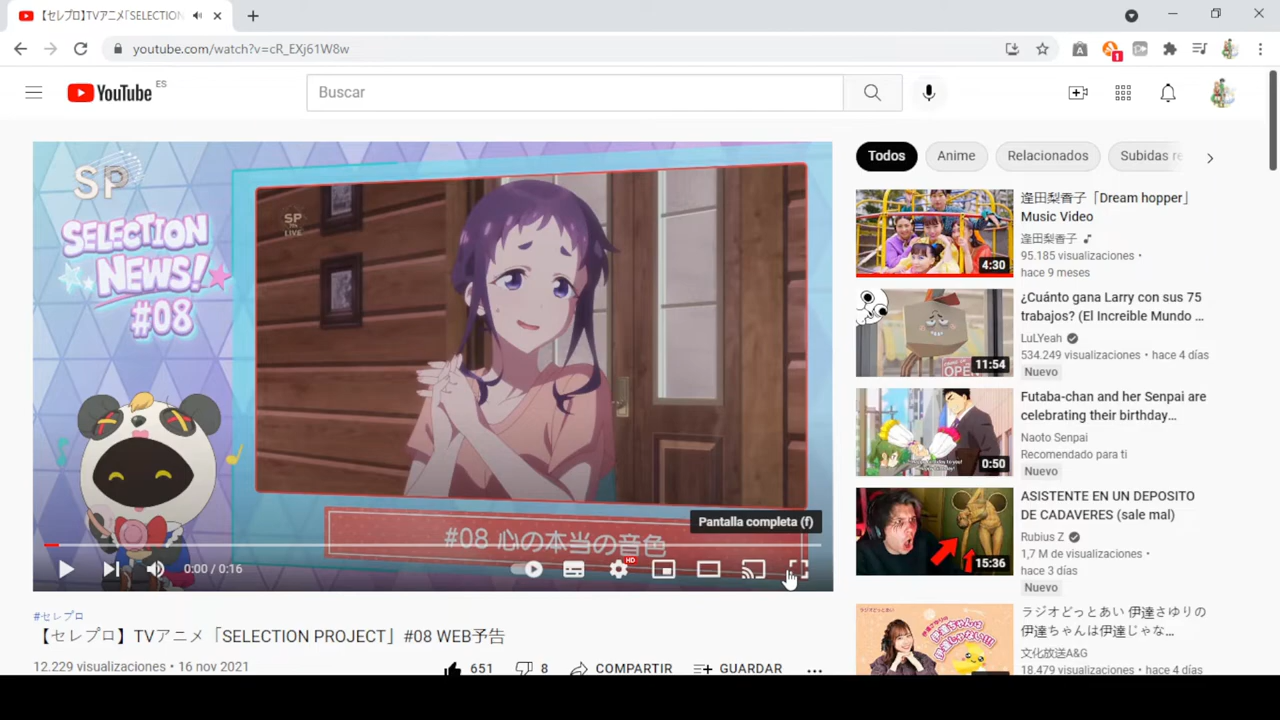 【セレプロ】TVアニメ「SELECTION
youtube.com/watch?v=cR_EXj61W8w
1
YouTube ES
Buscar
SP
SELECTION
NEWS!
#08
SP
LIVE
#08 心の本当の音色
Pantalla completa (f)
0:00 / 0:16
HD
#セレプロ
【セレプロ】TVアニメ「SELECTION PROJECT」#08 WEB予告
12.229 visualizaciones • 16 nov 2021
651
8
COMPARTIR
GUARDAR
Todos
Anime
Relacionados
Subidas re
4:30
逢田梨香子「Dream hopper」
Music Video
逢田梨香子
95.185 visualizaciones •
hace 9 meses
OPEN
11:54
¿Cuánto gana Larry con sus 75
trabajos? (El Increible Mundo ...
LuLYeah
534.249 visualizaciones • hace 4 días
Nuevo
0:50
Futaba-chan and her Senpai are
celebrating their birthday...
Naoto Senpai
Recomendado para ti
Nuevo
15:36
ASISTENTE EN UN DEPOSITO
DE CADAVERES (sale mal)
Rubius Z
1,7 M de visualizaciones •
hace 3 días
Nuevo
ラジオどっとあい 伊達さゆりの
伊達ちゃんは伊達じゃな...
文化放送A&G
18.479 visualizaciones • hace 4 días